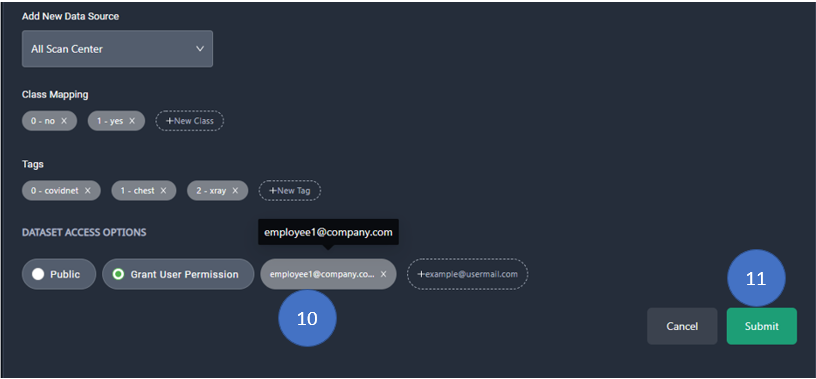 Add New Data Source
All Scan Center
Class Mapping
0 - no X 1 - yes X +New Class
Tags
0 - covidnet X 1 - chest X 2 - xray X +New Tag
DATASET ACCESS OPTIONS
employee1@company.com
Public Grant User Permission employee1@company.co... X +example@usermail.com
10
11
Cancel Submit